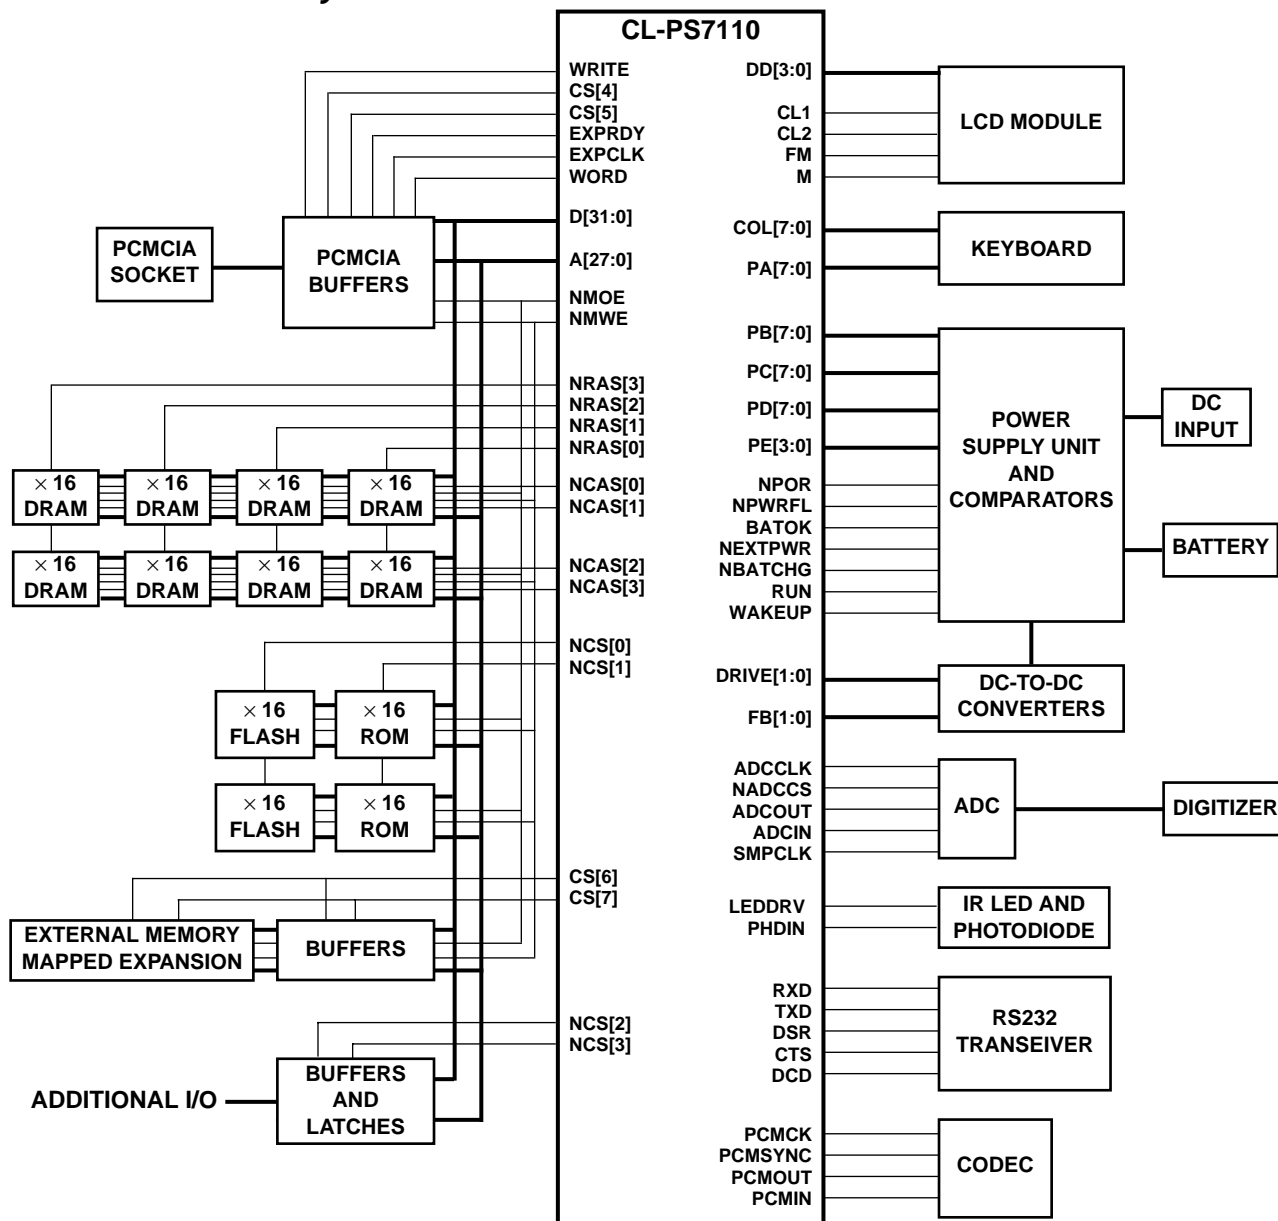 CL-PS7110
WRITE
CS[4]
CS[5]
EXPRDY
EXPCLK
WORD
D[31:0]
A[27:0]
NMOE
NMWE
NRAS[3]
NRAS[2]
NRAS[1]
NRAS[0]
NCAS[0]
NCAS[1]
NCAS[2]
NCAS[3]
NCS[0]
NCS[1]
CS[6]
CS[7]
NCS[2]
NCS[3]
DD[3:0]
CL1
CL2
FM
M
COL[7:0]
PA[7:0]
PB[7:0]
PC[7:0]
PD[7:0]
PE[3:0]
NPOR
NPWRFL
BATOK
NEXTPWR
NBATCHG
RUN
WAKEUP
DRIVE[1:0]
FB[1:0]
ADCCLK
NADCCS
ADCOUT
ADCIN
SMPCLK
LEDDRV
PHDIN
RXD
TXD
DSR
CTS
DCD
PCMCK
PCMSYNC
PCMOUT
PCMIN
PCMCIA
SOCKET
PCMCIA
BUFFERS
× 16
DRAM
× 16
DRAM
× 16
DRAM
× 16
DRAM
× 16
DRAM
× 16
DRAM
× 16
DRAM
× 16
DRAM
× 16
FLASH
× 16
ROM
× 16
FLASH
× 16
ROM
EXTERNAL MEMORY
MAPPED EXPANSION
BUFFERS
ADDITIONAL I/O
BUFFERS
AND
LATCHES
LCD MODULE
KEYBOARD
POWER
SUPPLY UNIT
AND
COMPARATORS
DC
INPUT
BATTERY
DC-TO-DC
CONVERTERS
ADC
DIGITIZER
IR LED AND
PHOTODIODE
RS232
TRANSEIVER
CODEC